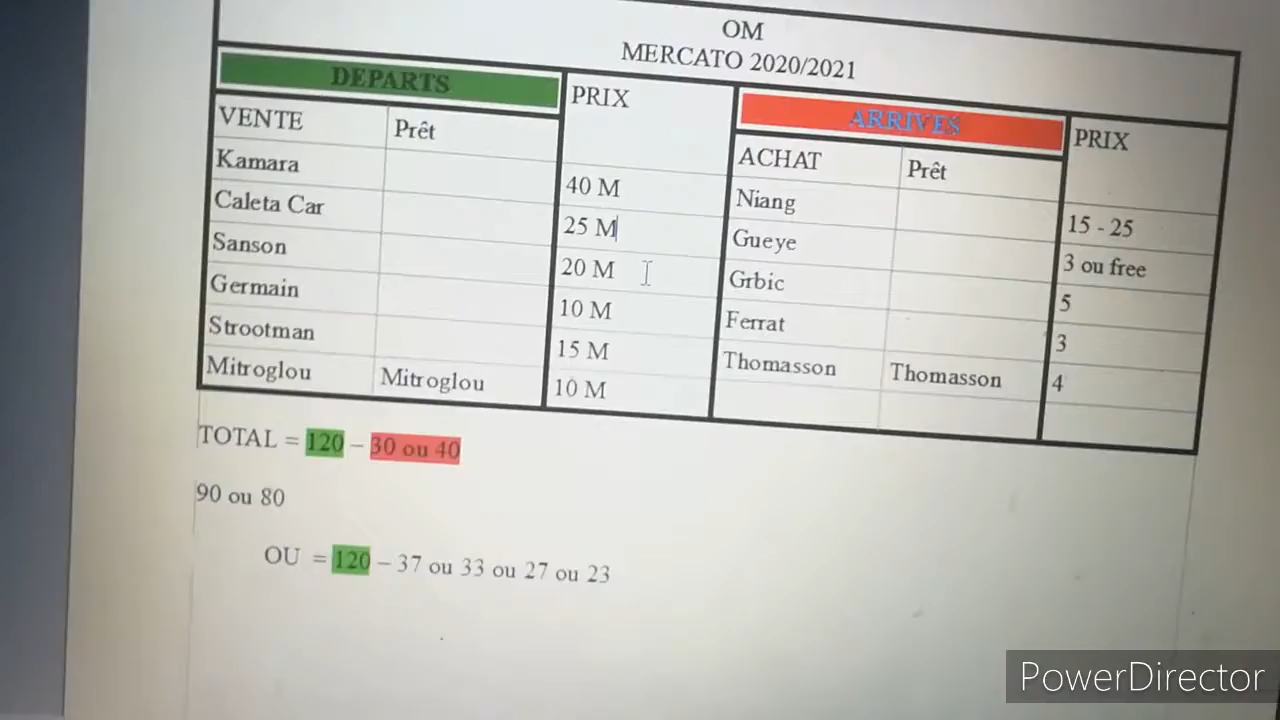 OM
MERCATO 2020/2021
DEPARTS PRIX ARRIVES PRIX
VENTE Prêt ACHAT Prêt
Kamara 40 M Niang 15 - 25
Caleta Car 25 M Gueye 3 ou free
Sanson 20 M Grbic 5
Germain 10 M Ferrat 3
Strootman 15 M Thomasson Thomasson 4
Mitroglou Mitroglou 10 M
TOTAL = 120 – 30 ou 40
90 ou 80
OU = 120 – 37 ou 33 ou 27 ou 23
PowerDirector